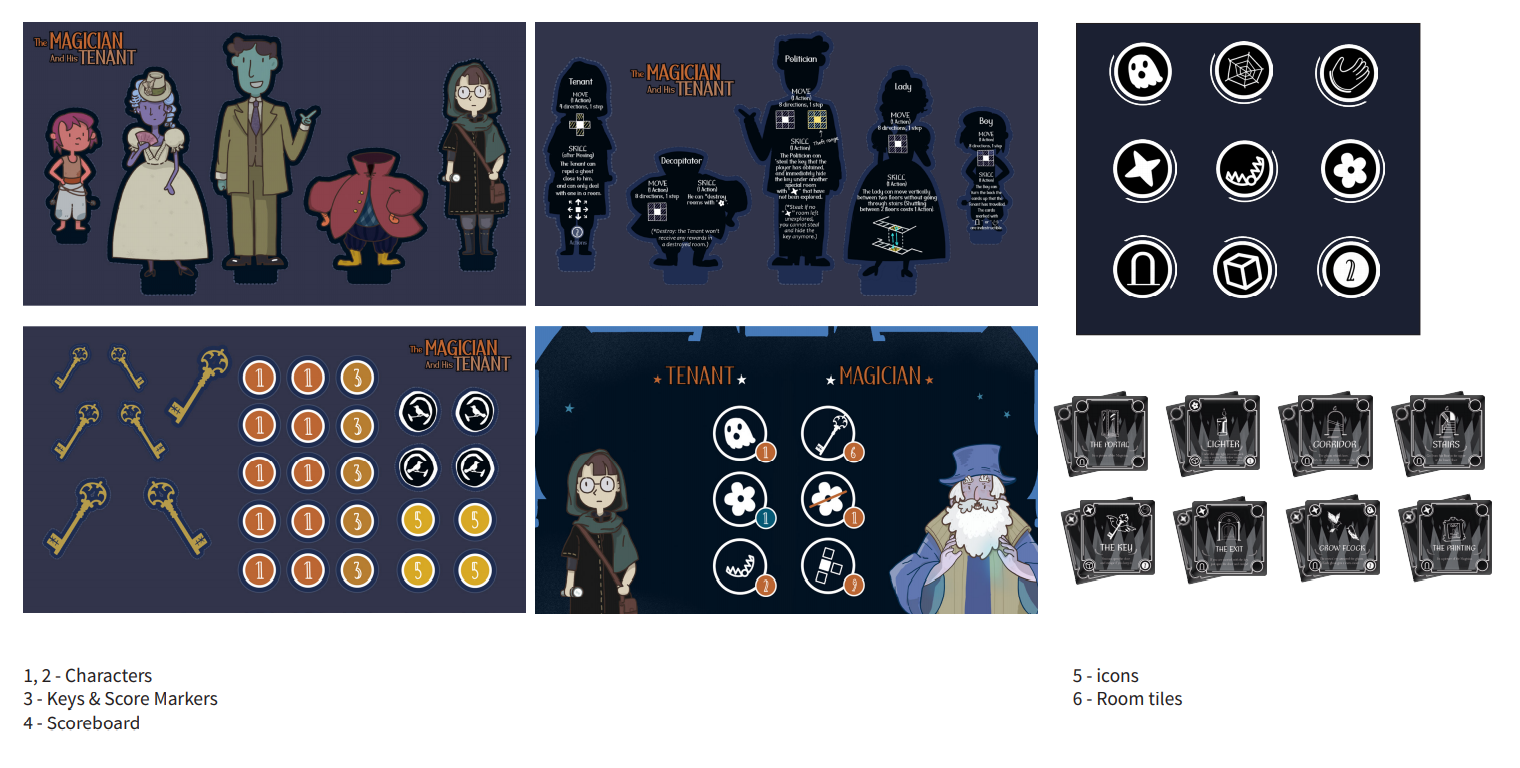 The MAGICIAN
And His TENANT
Tenant
MOVE
(1 Action)
4 directions, 1 step
SKILL
(after Moving)
The Tenant can
repel a ghost
close to him,
and can only deal
with one in a room.
2
Actions
The MAGICIAN
And His TENANT
Decapitator
MOVE
(1 Action)
8 directions, 1 step
SKILL
(1 Action)
He can "destroy
rooms with
(*Destroy: the Tenant won't
receive any rewards in
a destroyed room.)
Politician
MOVE
(1 Action)
8 directions, 1 step
Theft range
SKILL
(1 Action)
The Politician can
*steal the key that the
player has obtained,
and immediately hide
the key under another
special room
with " " that have
not been explored.
(*Steal: if no
" " room left
unexplored,
you cannot steal
and hide the
key anymore.)
Lady
MOVE
(1 Action)
8 directions, 1 step
SKILL
(1 Action)
The Lady can move vertically
between two floors without going
through stairs (Shuttling
between 2 floors costs 1 Action)
Boy
MOVE
(1 Action)
8 directions, 1 step
SKILL
(1 Action)
turn back the
cards up that the
Tenant has
The cards
marked with
are indestructible.
2
The MAGICIAN
And His TENANT
1 1 3
1 1 3
1 1 3
1 1 3 5 5
1 1 3 5 5
TENANT
MAGICIAN
1 6
1 1
2 9
THE PORTAL
LIGHTER
CORRIDOR
STAIRS
THE KEY
THE EXIT
CROW FLOCK
THE PAINTING
1, 2 - Characters
3 - Keys & Score Markers
4 - Scoreboard
5 - icons
6 - Room tiles